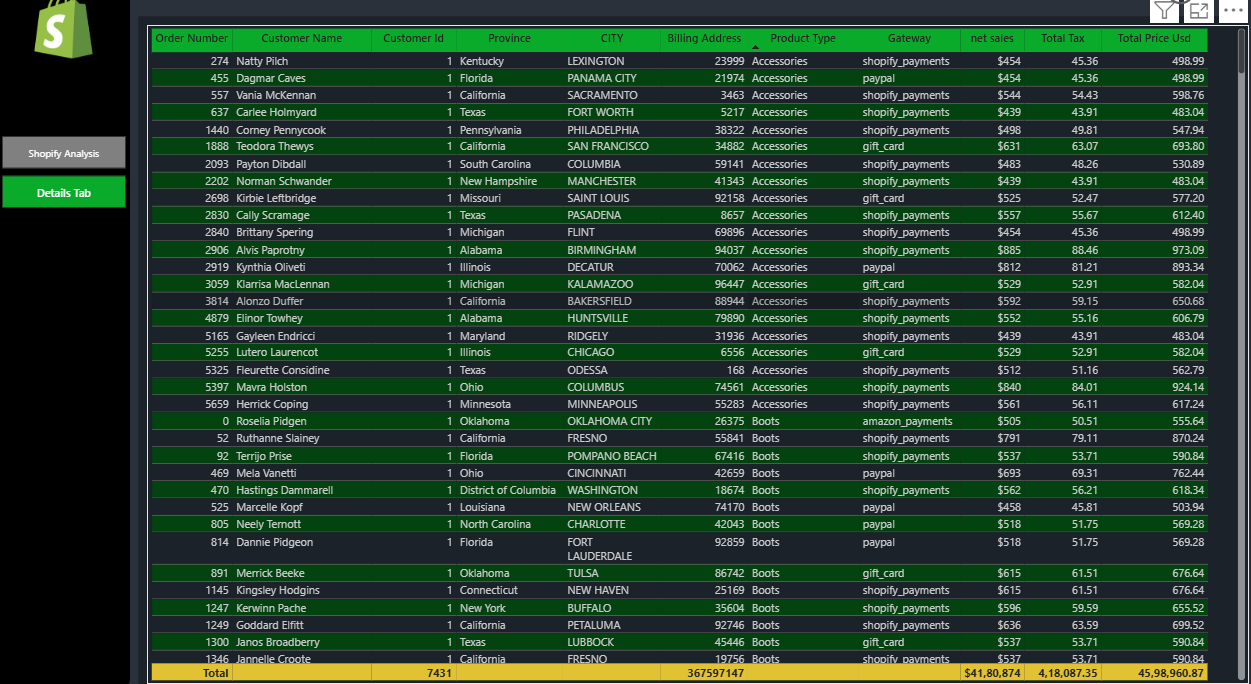 S
Shopify Analysis
Details Tab
Order Number Customer Name Customer Id Province CITY Billing Address Product Type Gateway net sales Total Tax Total Price Usd
274 Natty Pilch 1 Kentucky LEXINGTON 23999 Accessories shopify_payments $454 45.36 498.99
455 Dagmar Caves 1 Florida PANAMA CITY 21974 Accessories paypal $454 45.36 498.99
557 Vania McKennan 1 California SACRAMENTO 3463 Accessories shopify_payments $544 54.43 598.76
637 Carlee Holmyard 1 Texas FORT WORTH 5217 Accessories shopify_payments $439 43.91 483.04
1440 Corney Pennycook 1 Pennsylvania PHILADELPHIA 38322 Accessories shopify_payments $498 49.81 547.94
1888 Teodora Thewys 1 California SAN FRANCISCO 34882 Accessories gift_card $631 63.07 693.80
2093 Payton Dibdall 1 South Carolina COLUMBIA 59141 Accessories shopify_payments $483 48.26 530.89
2202 Norman Schwander 1 New Hampshire MANCHESTER 41343 Accessories shopify_payments $439 43.91 483.04
2698 Kirbie Leftbridge 1 Missouri SAINT LOUIS 92158 Accessories gift_card $525 52.47 577.20
2830 Cally Scramage 1 Texas PASADENA 8657 Accessories shopify_payments $557 55.67 612.40
2840 Brittany Spering 1 Michigan FLINT 69896 Accessories shopify_payments $454 45.36 498.99
2906 Alvis Paprotny 1 Alabama BIRMINGHAM 94037 Accessories shopify_payments $885 88.46 973.09
2919 Kynthia Oliveti 1 Illinois DECATUR 70062 Accessories paypal $812 81.21 893.34
3059 Klarrisa MacLennan 1 Michigan KALAMAZOO 96447 Accessories gift_card $529 52.91 582.04
3814 Alonzo Duffer 1 California BAKERSFIELD 88944 Accessories shopify_payments $592 59.15 650.68
4879 Elinor Towhey 1 Alabama HUNTSVILLE 79890 Accessories shopify_payments $552 55.16 606.79
5165 Gayleen Endricci 1 Maryland RIDGELY 31936 Accessories shopify_payments $439 43.91 483.04
5255 Lutero Laurencot 1 Illinois CHICAGO 6556 Accessories gift_card $529 52.91 582.04
5325 Fleurette Considine 1 Texas ODESSA 168 Accessories shopify_payments $512 51.16 562.79
5397 Mavra Holston 1 Ohio COLUMBUS 74561 Accessories shopify_payments $840 84.01 924.14
5659 Herrick Coping 1 Minnesota MINNEAPOLIS 55283 Accessories shopify_payments $561 56.11 617.24
0 Roselia Pidgen 1 Oklahoma OKLAHOMA CITY 26375 Boots amazon_payments $505 50.51 555.64
52 Ruthanne Slainey 1 California FRESNO 55841 Boots shopify_payments $791 79.11 870.24
92 Terrijo Prise 1 Florida POMPANO BEACH 67416 Boots shopify_payments $537 53.71 590.84
469 Mela Vanetti 1 Ohio CINCINNATI 42659 Boots paypal $693 69.31 762.44
470 Hastings Dammarell 1 District of Columbia WASHINGTON 18674 Boots shopify_payments $562 56.21 618.34
525 Marcelle Kopf 1 Louisiana NEW ORLEANS 74170 Boots paypal $458 45.81 503.94
805 Neely Ternott 1 North Carolina CHARLOTTE 42043 Boots paypal $518 51.75 569.28
814 Dannie Pidgeon 1 Florida FORT 92859 Boots paypal $518 51.75 569.28
LAUDERDALE
891 Merrick Beeke 1 Oklahoma TULSA 86742 Boots gift_card $615 61.51 676.64
1145 Kingsley Hodgins 1 Connecticut NEW HAVEN 25169 Boots shopify_payments $615 61.51 676.64
1247 Kerwinn Pache 1 New York BUFFALO 35604 Boots shopify_payments $596 59.59 655.52
1249 Goddard Elfitt 1 California PETALUMA 92746 Boots shopify_payments $636 63.59 699.52
1300 Janos Broadberry 1 Texas LUBBOCK 45446 Boots gift_card $537 53.71 590.84
1346 Jannelle Croote 1 California FRESNO 19756 Boots shopify_payments $537 53.71 590.84
Total 7431 367597147 $41,80,874 4,18,087.35 45,98,960.87